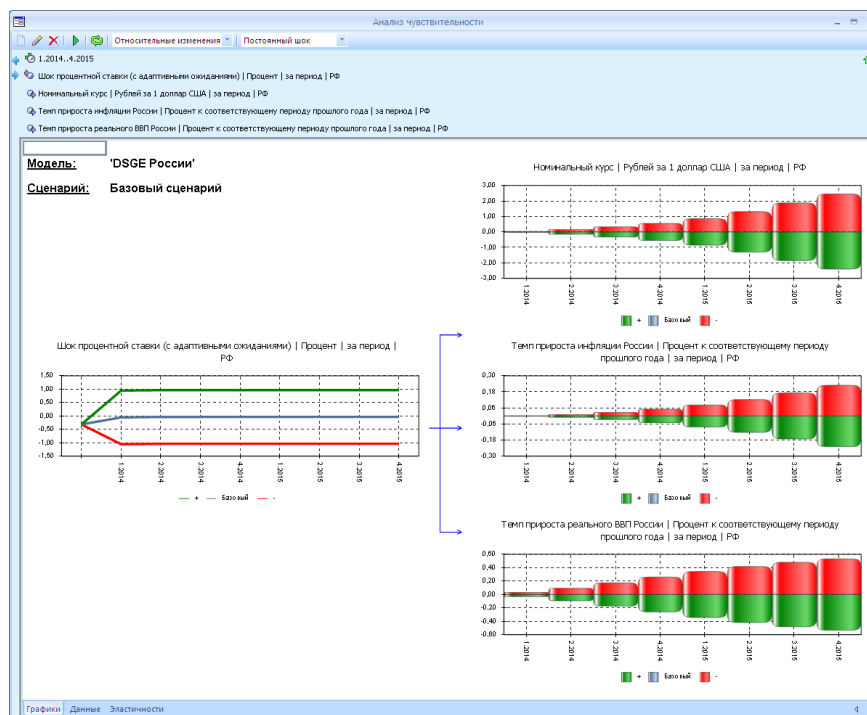 Анализ чувствительности
Относительные изменения
Постоянный шок
1.2014..4.2015
Шок процентной ставки (с адаптивными ожиданиями) | Процент | за период | РФ
Номинальный курс | Рублей за 1 доллар США | за период | РФ
Темп прироста инфляции России | Процент к соответствующему периоду прошлого года | за период | РФ
Темп прироста реального ВВП России | Процент к соответствующему периоду прошлого года | за период | РФ
Модель: 'DSGE России'
Сценарий: Базовый сценарий
Номинальный курс | Рублей за 1 доллар США | за период | РФ
3,00
2,00
1,00
0,00
-1,00
-2,00
-3,00
1.2014
2.2014
3.2014
4.2014
1.2015
2.2015
3.2015
4.2015
+ Базовый -
Шок процентной ставки (с адаптивными ожиданиями) | Процент | за период |
РФ
1,50
1,00
0,50
0,00
-0,50
-1,00
-1,50
1.2014
2.2014
3.2014
4.2014
1.2015
2.2015
3.2015
4.2015
+ Базовый -
Темп прироста инфляции России | Процент к соответствующему периоду
прошлого года | за период | РФ
0,30
0,18
0,06
-0,06
-0,18
-0,30
1.2014
2.2014
3.2014
4.2014
1.2015
2.2015
3.2015
4.2015
+ Базовый -
Темп прироста реального ВВП России | Процент к соответствующему периоду
прошлого года | за период | РФ
0,60
0,40
0,20
0,00
-0,20
-0,40
-0,60
1.2014
2.2014
3.2014
4.2014
1.2015
2.2015
3.2015
4.2015
+ Базовый -
Графики Данные Эластичности